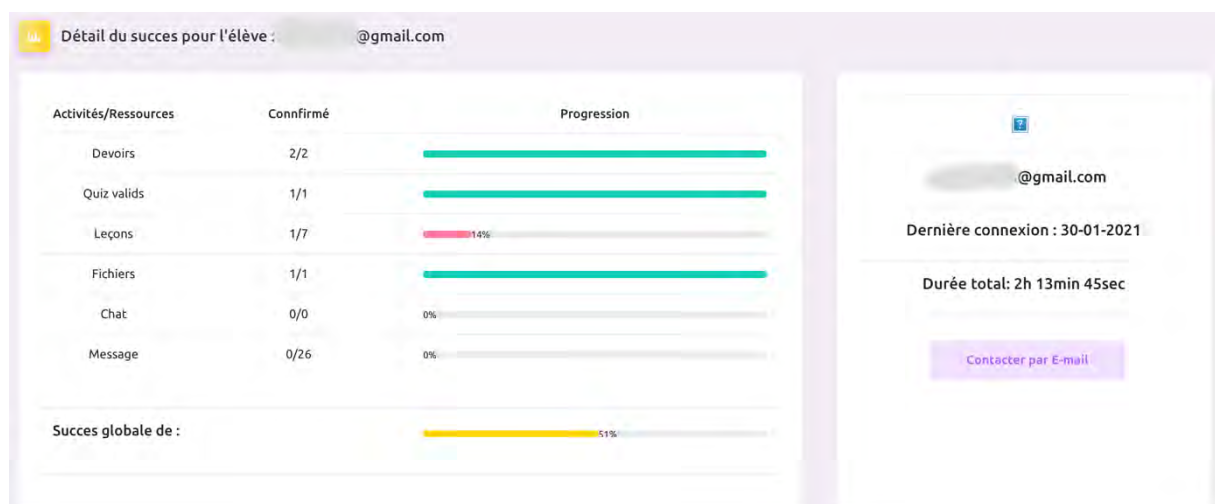 Détail du succes pour l'élève : @gmail.com
Activités/Ressources Connfirmé Progression
Devoirs 2/2
Quiz valids 1/1
Leçons 1/7 14%
Fichiers 1/1
Chat 0/0 0%
Message 0/26 0%
Succes globale de : 51%
?
@gmail.com
Dernière connexion : 30-01-2021
Durée total: 2h 13min 45sec
Contacter par E-mail